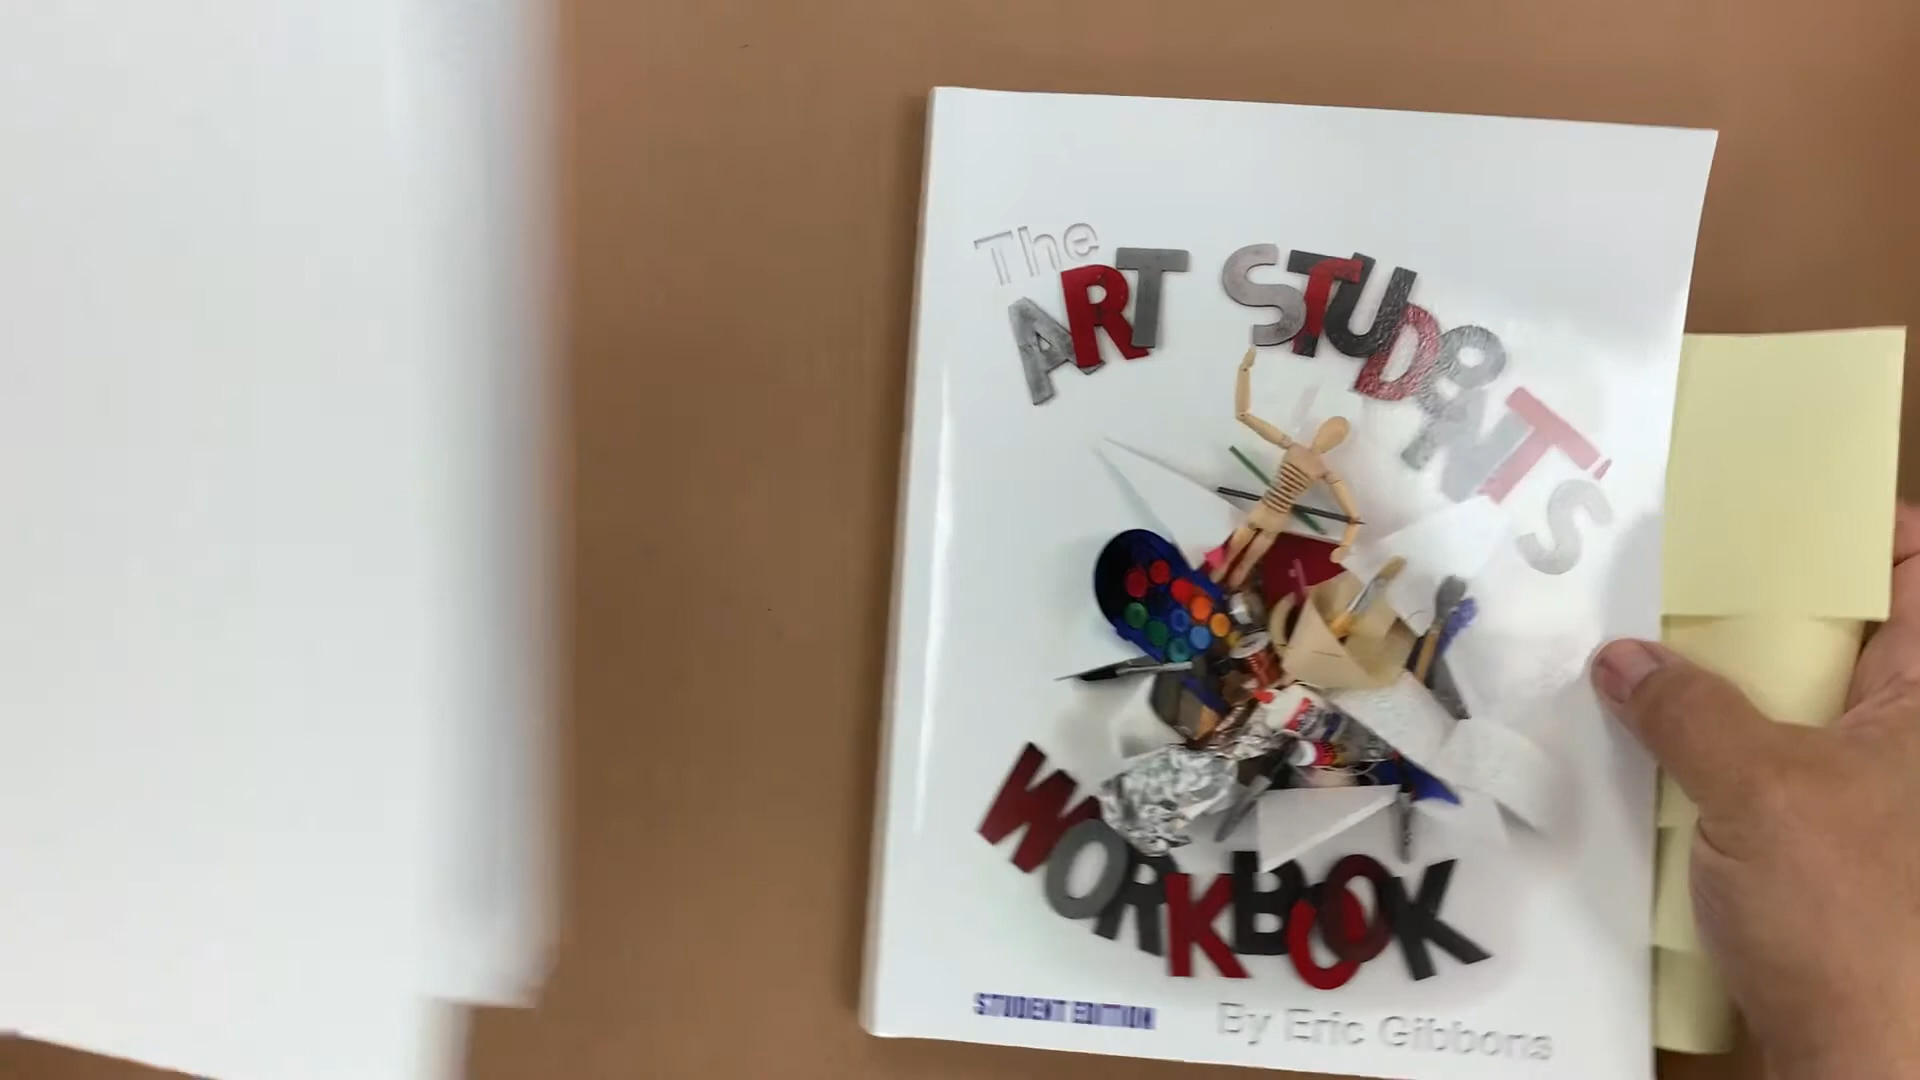 The
ART STUDENT'S
WORKBOOK
STUDENT EDITION
By Eric Gibbons